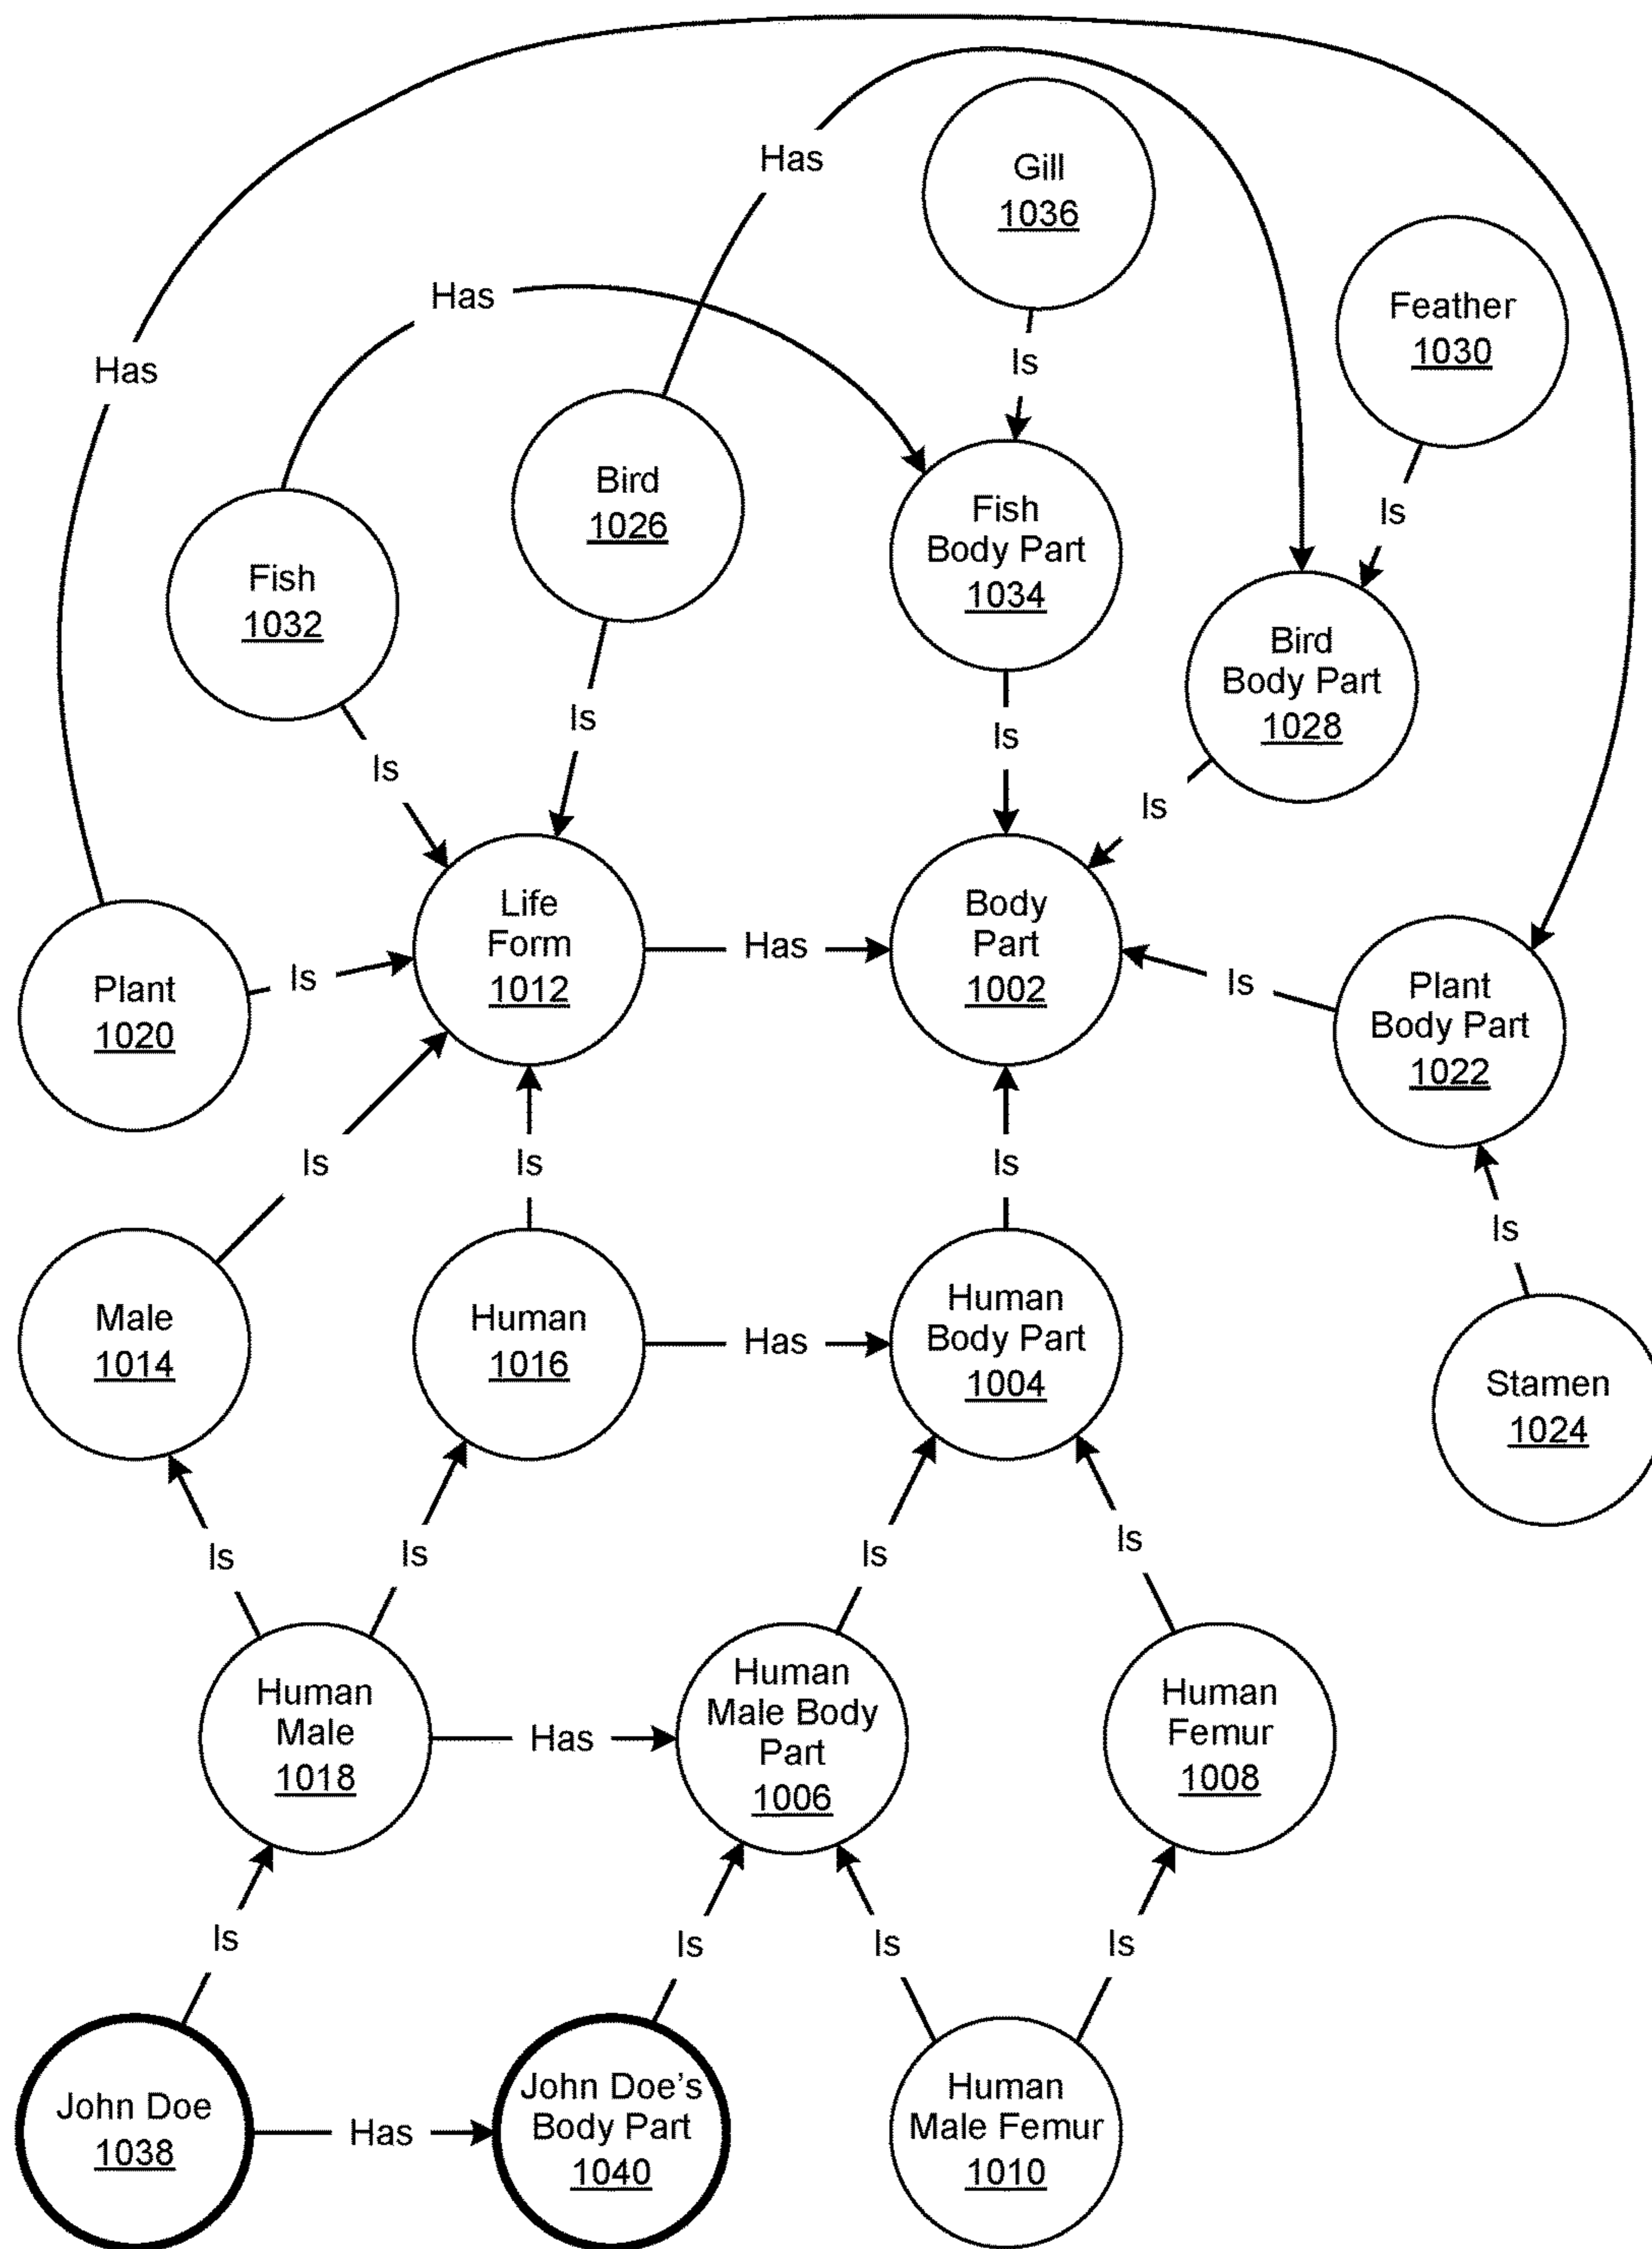 Has
Gill
1036
Has
Feather
1030
Is
Has
Bird
1026
Fish
Body Part
1034
Is
Fish
1032
Bird
Body Part
1028
Is
Is
Is
Is
Life
Form
1012
Has
Body
Part
1002
Plant
1020
Is
Is
Plant
Body Part
1022
Is
Is
Is
Is
Male
1014
Human
1016
Has
Human
Body Part
1004
Stamen
1024
Is
Is
Is
Is
Human
Male
1018
Has
Human
Male Body
Part
1006
Human
Femur
1008
Is
Is
Is
Is
John Doe
1038
Has
John Doe's
Body Part
1040
Human
Male Femur
1010